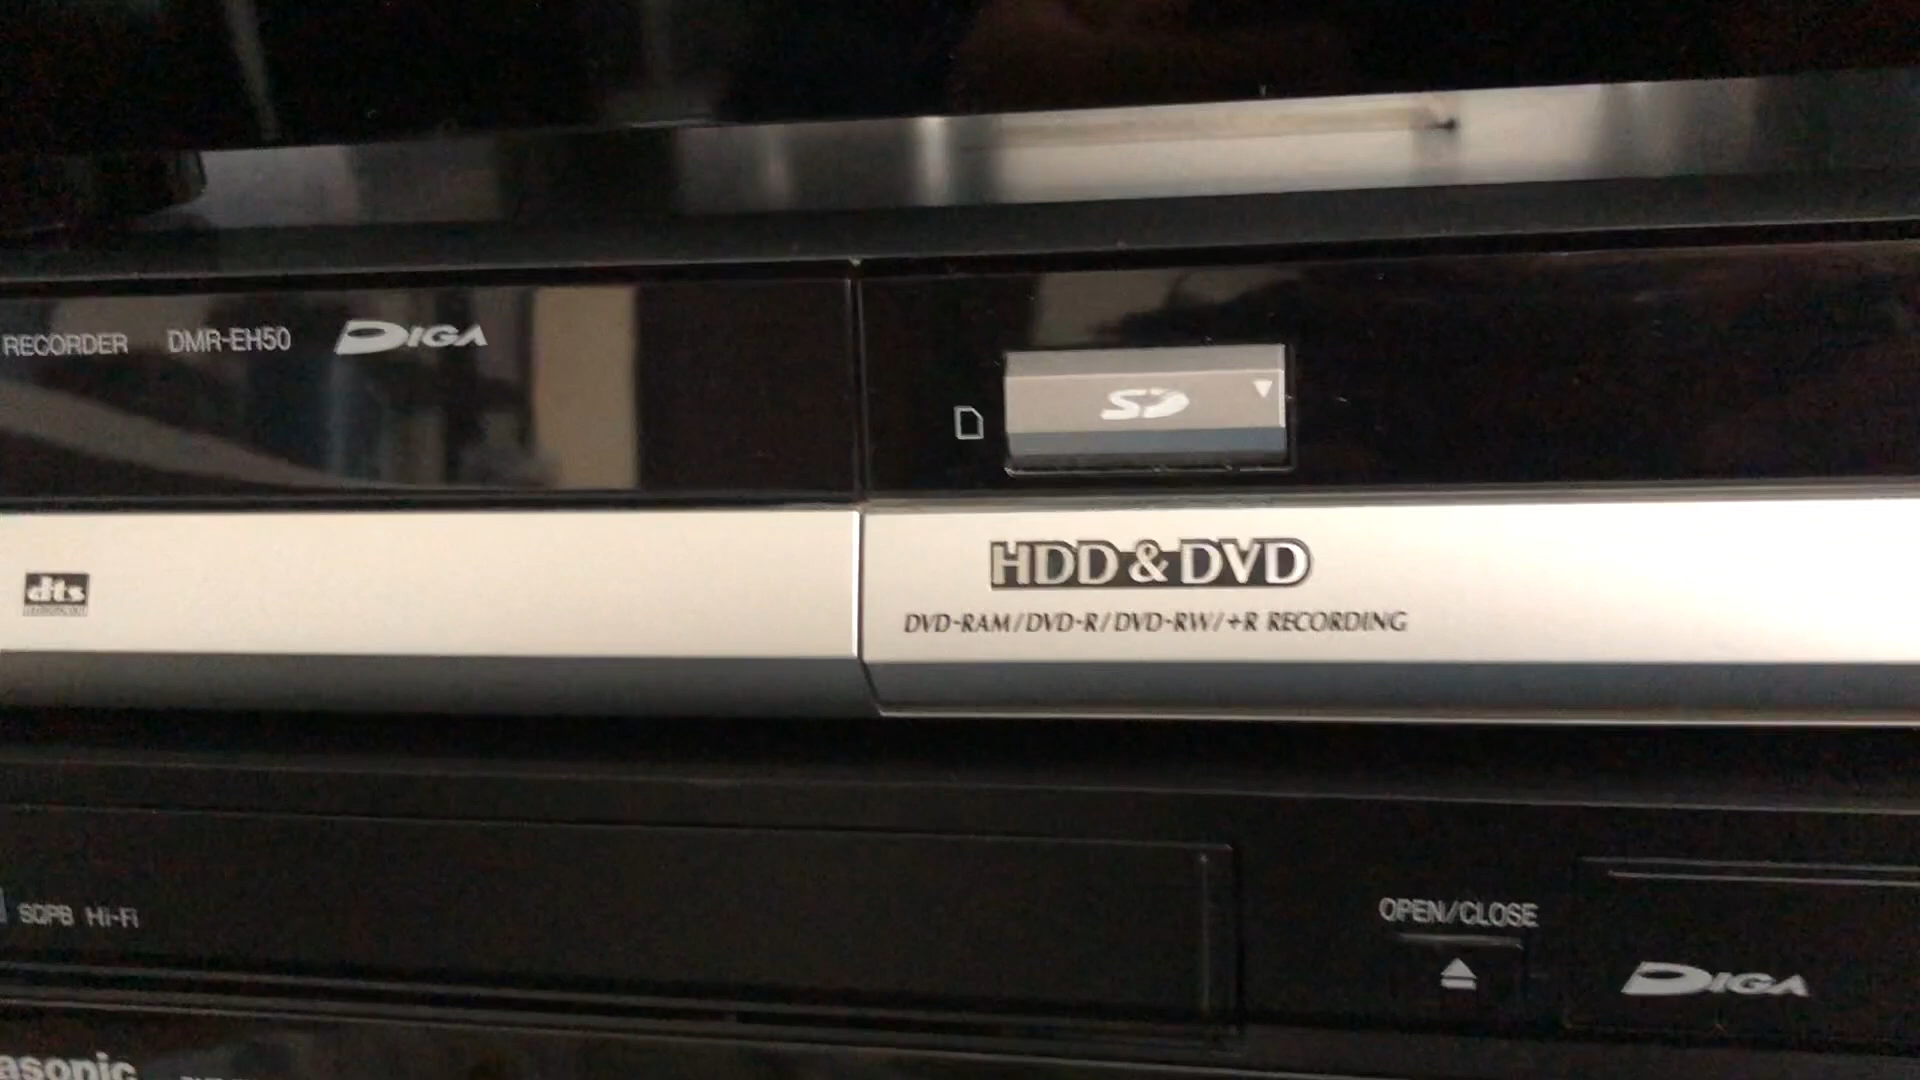 RECORDER DMR-EH50 DIGA
SD
dts
HDD & DVD
DVD-RAM/DVD-R/DVD-RW/+R RECORDING
SQPB Hi-Fi
OPEN/CLOSE
DIGA
asonic